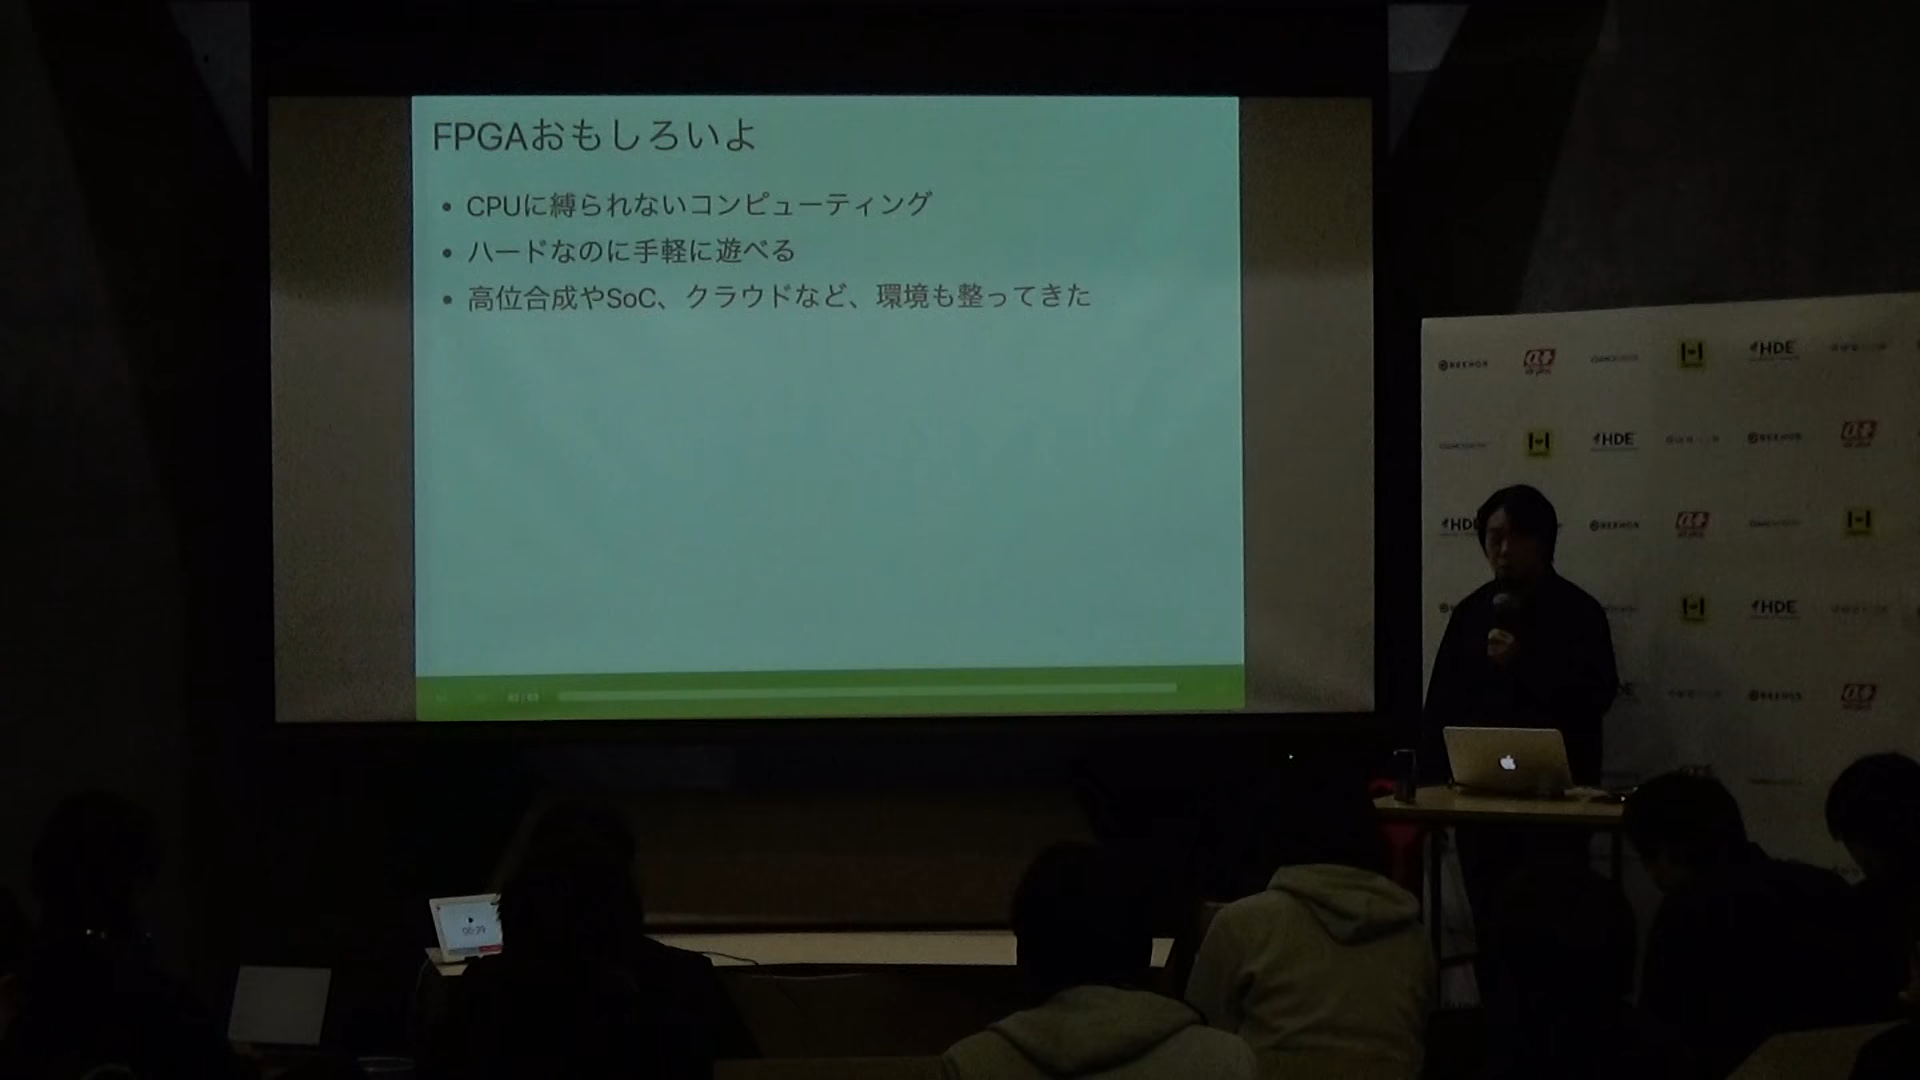 FPGAおもしろいよ
• CPUに縛られないコンピューティング
• ハードなのに手軽に遊べる
• 高位合成やSoC、クラウドなど、環境も整ってきた
HDE
HDE
HDE
00:29